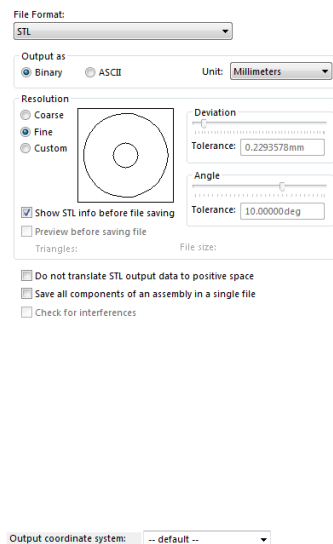 File Format:
STL
Output as
Binary ASCII Unit: Millimeters
Resolution
Coarse
Fine
Custom
Deviation
Tolerance: 0.2293578mm
Angle
Tolerance: 10.00000deg
Show STL info before file saving
Preview before saving file
Triangles: File size:
Do not translate STL output data to positive space
Save all components of an assembly in a single file
Check for interferences
Output coordinate system: -- default --